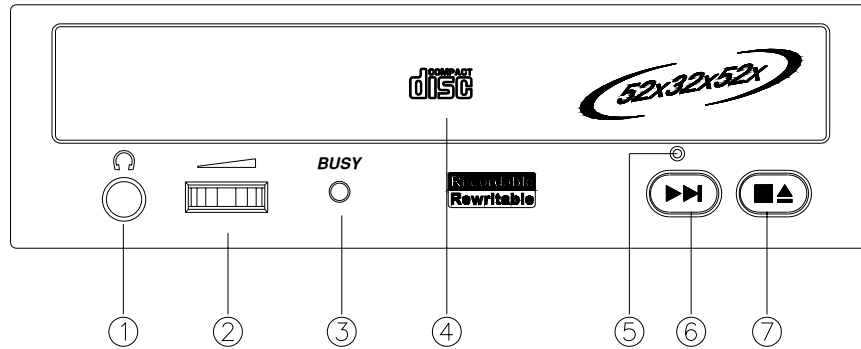 COMPACT
disc
52x32x52x
BUSY
Recordable
Rewritable
1 2 3 4 5 6 7